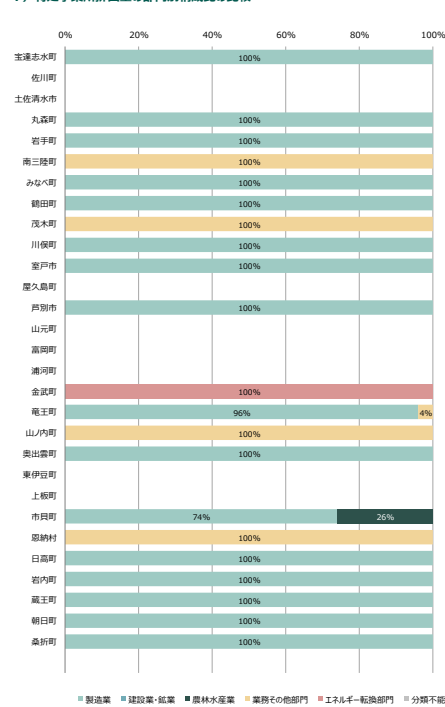 0% 20% 40% 60% 80% 100%
宝達志水町 100%
佐川町
土佐清水市
丸森町 100%
岩手町 100%
南三陸町 100%
みなべ町 100%
鶴田町 100%
茂木町 100%
川俣町 100%
室戸市 100%
屋久島町
芦別市 100%
山元町
富岡町
浦河町
金武町 100%
竜王町 96% 4%
山ノ内町 100%
奥出雲町 100%
東伊豆町
上板町
市貝町 74% 26%
恩納村 100%
日高町 100%
岩内町 100%
蔵王町 100%
朝日町 100%
桑折町 100%
製造業 建設業・鉱業 農林水産業 業務その他部門 エネルギー転換部門 分類不能